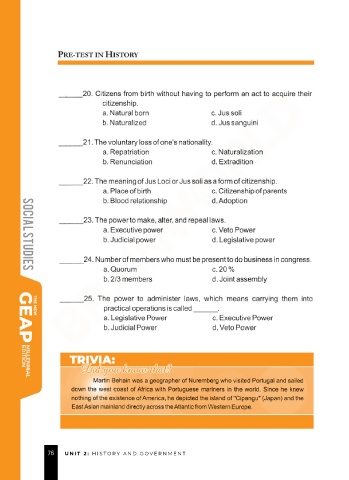 PRE-TEST IN HISTORY
______20. Citizens from birth without having to perform an act to acquire their
citizenship.
a. Natural born c. Jus soli
b. Naturalized d. Jus sanguini
______21. The voluntary loss of one's nationality.
a. Repatriation c. Naturalization
b. Renunciation d. Extradition
______22. The meaning of Jus Loci or Jus soli as a form of citizenship.
a. Place of birth c. Citizenship of parents
b. Blood relationship d. Adoption
______23. The power to make, alter, and repeal laws.
a. Executive power c. Veto Power
b. Judicial power d. Legislative power
______24. Number of members who must be present to do business in congress.
a. Quorum c. 20 %
b. 2/3 members d. Joint assembly
______25. The power to administer laws, which means carrying them into
practical operations is called ______.
a. Legislative Power c. Executive Power
b. Judicial Power d. Veto Power
SOCIAL STUDIES
THE NEW
GEAP
MILLENNIAL
EDITION
TRIVIA:
Did you know that?
Martin Behain was a geographer of Nuremberg who visited Portugal and sailed
down the west coast of Africa with Portuguese mariners in the world. Since he knew
nothing of the existence of America, he depicted the island of "Cipangu" (Japan) and the
East Asian mainland directly across the Atlantic from Western Europe.
76 UNIT 2: HISTORY AND GOVERNMENT